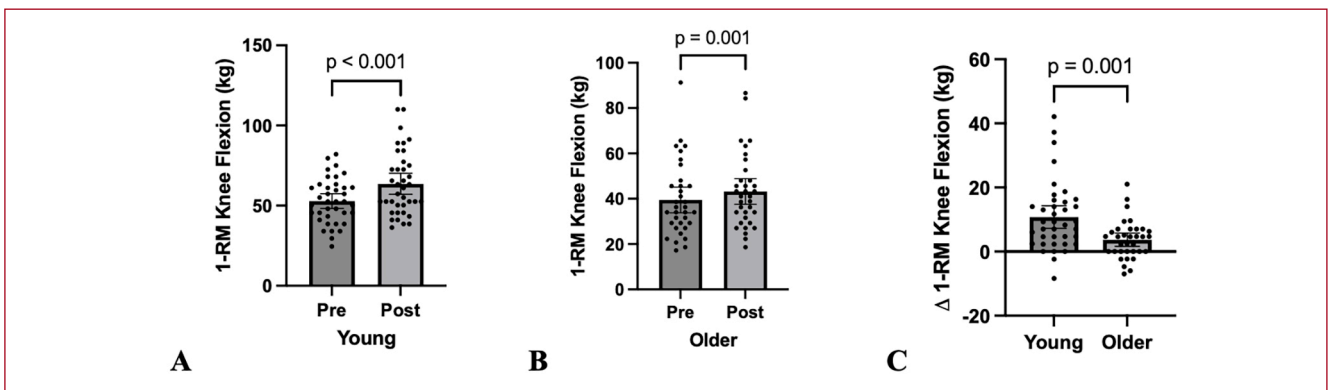 1-RM Knee Flexion (kg)
150
100
50
0
p < 0.001
Pre
Post
Young
A
1-RM Knee Flexion (kg)
100
80
60
40
20
0
p = 0.001
Pre
Post
Older
B
Δ 1-RM Knee Flexion (kg)
60
40
20
0
-20
p = 0.001
Young
Older
C